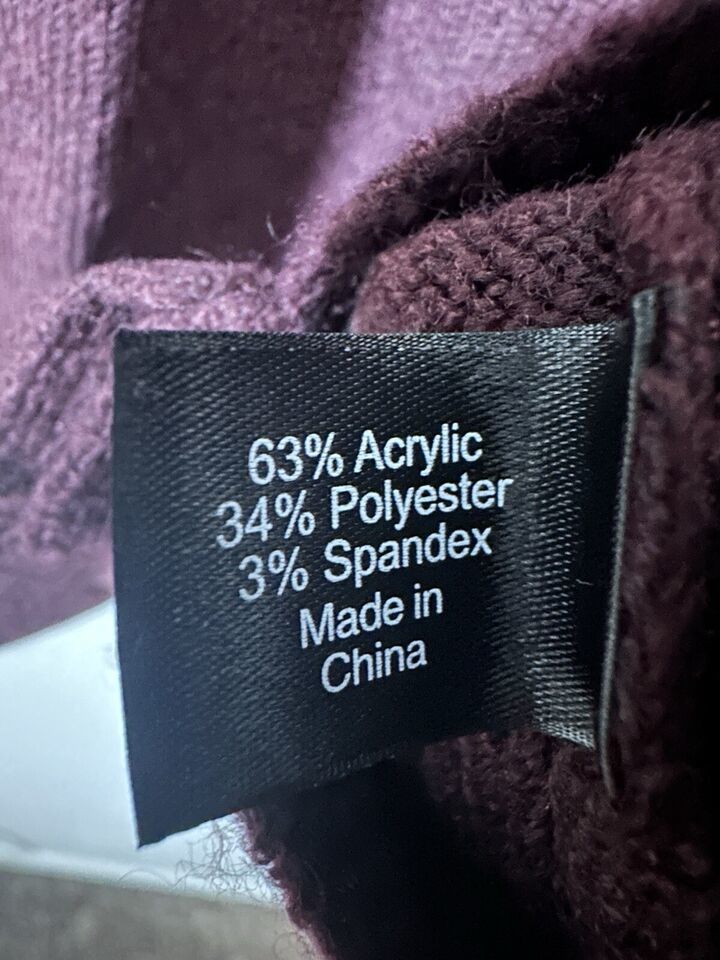 63% Acrylic
34% Polyester
3% Spandex
Made in
China